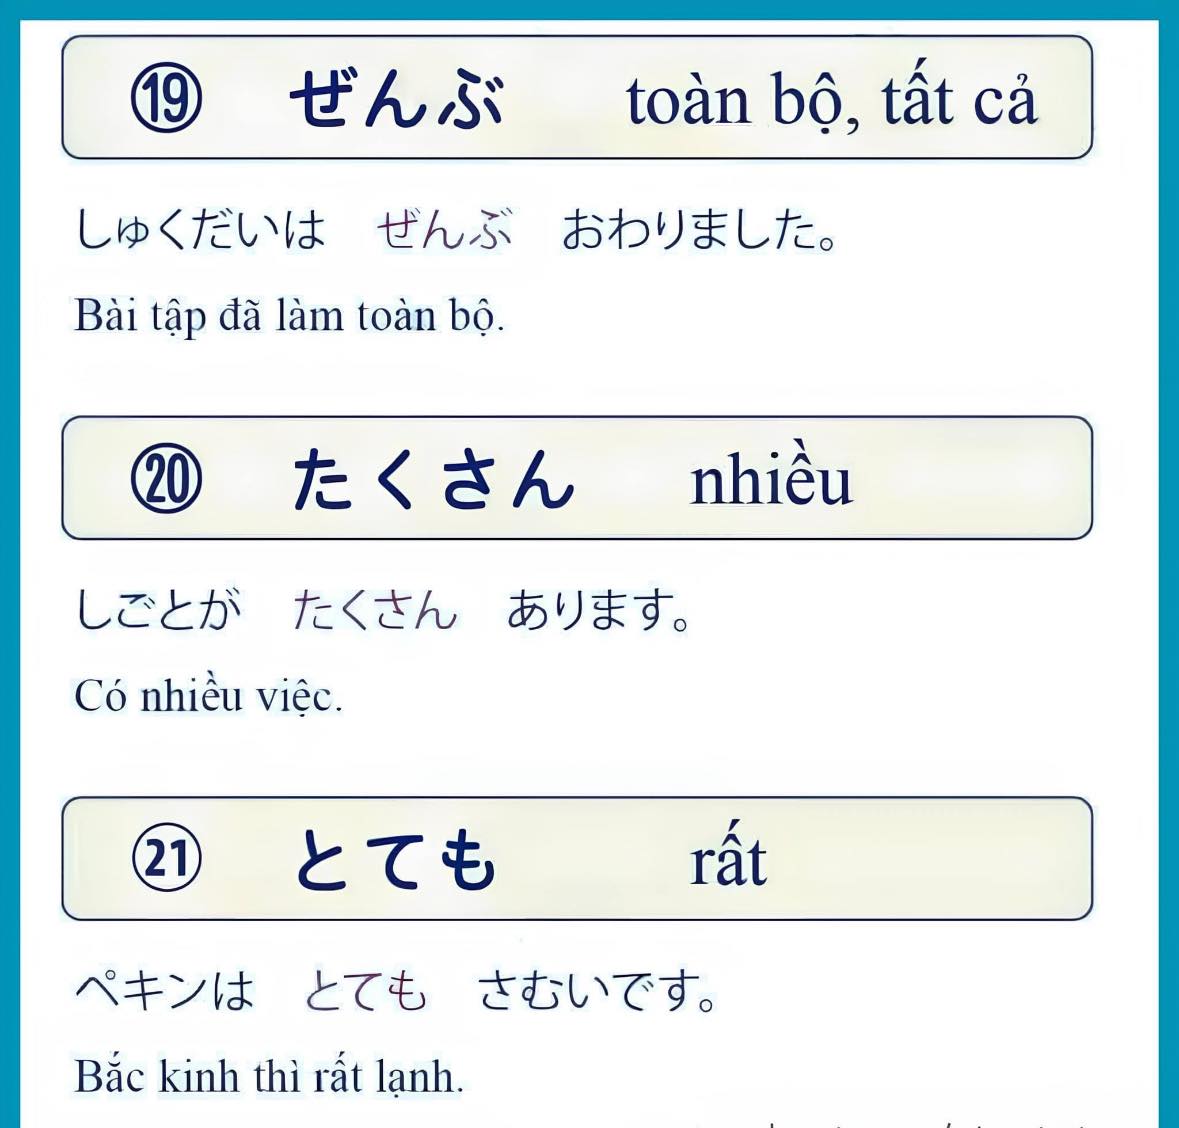 ⑲ ぜんぶ toàn bộ, tất cả
しゅくだいは ぜんぶ おわりました。
Bài tập đã làm toàn bộ.
⑳ たくさん nhiều
しごとが たくさん あります。
Có nhiều việc.
㉑ とても rất
ペキンは とても さむいです。
Bắc kinh thì rất lạnh.